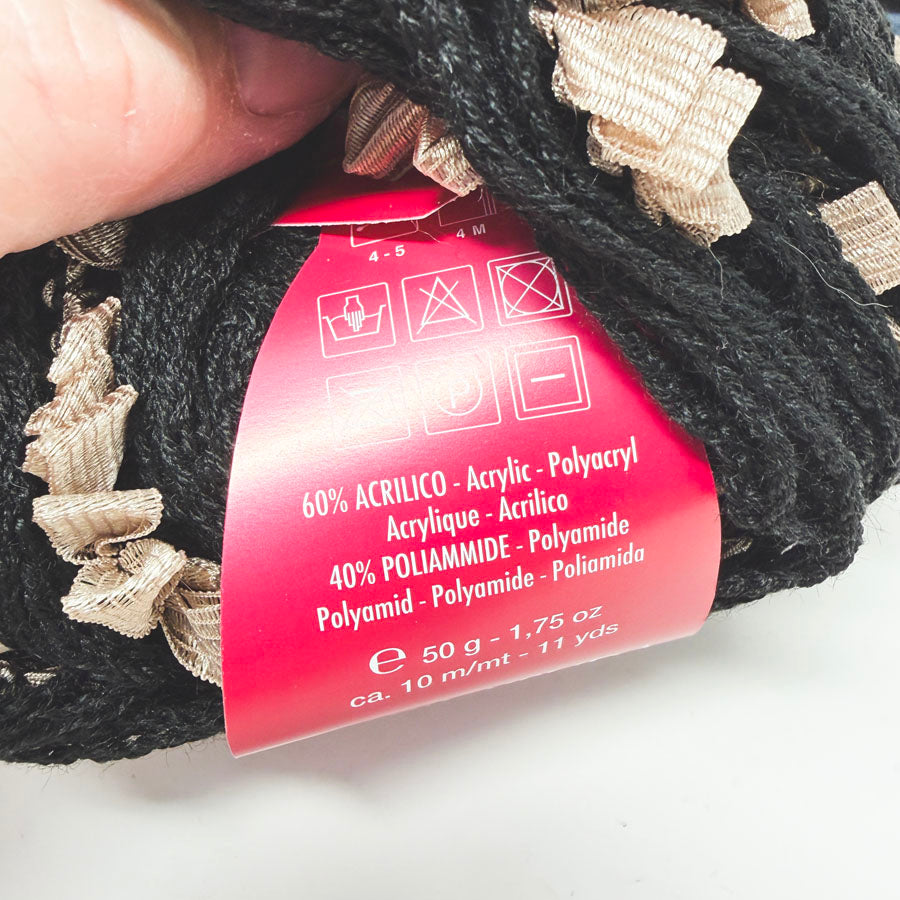 4 - 5 4 M
60% ACRILICO - Acrylic - Polyacryl
Acrylique - Acrilico
40% POLIAMMIDE - Polyamide
Polyamid - Polyamide - Poliamida
e 50 g - 1,75 oz
ca. 10 m/mt - 11 yds